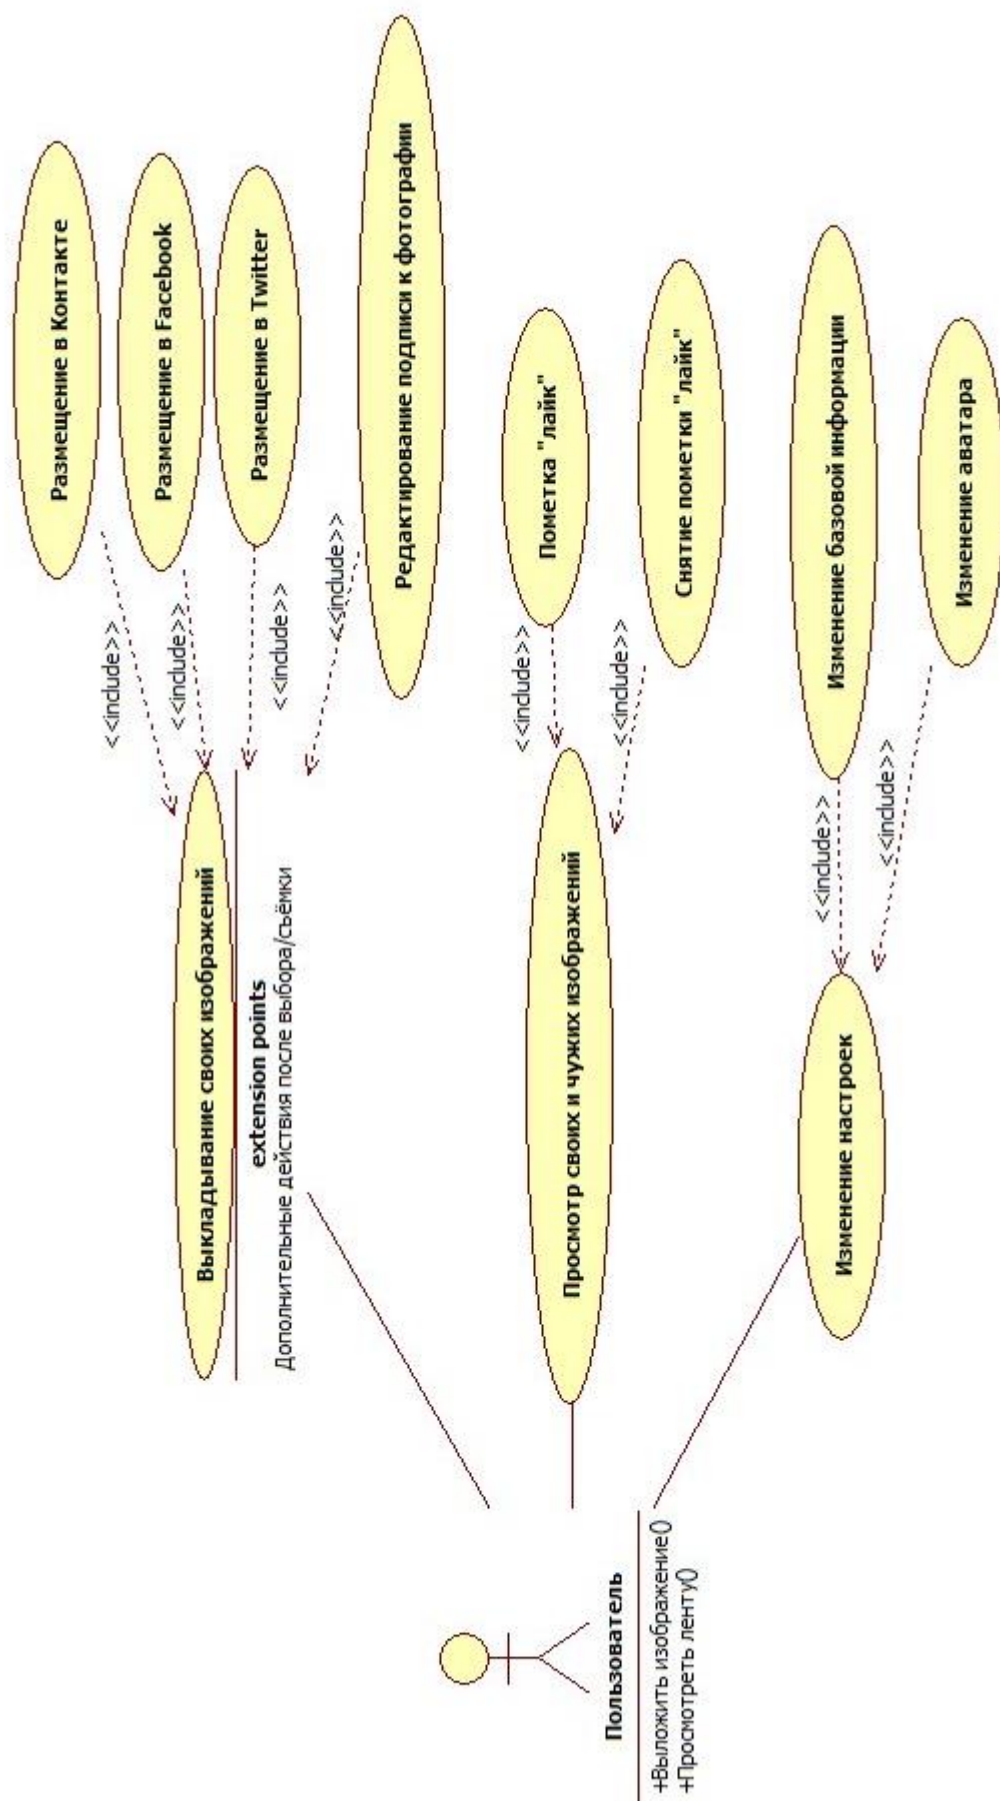 Размещение в Контакте
Размещение в Facebook
Размещение в Twitter
Редактирование подписи к фотографии
<<include>>
<<include>>
<<include>>
<<include>>
Выкладывание своих изображений
extension points
Дополнительные действия после выбора/съёмки
Пометка "лайк"
Снятие пометки "лайк"
<<include>>
<<include>>
Просмотр своих и чужих изображений
Изменение базовой информации
Изменение аватара
<<include>>
<<include>>
Изменение настроек
Пользователь
+Выложить изображение()
+Просмотреть ленту()